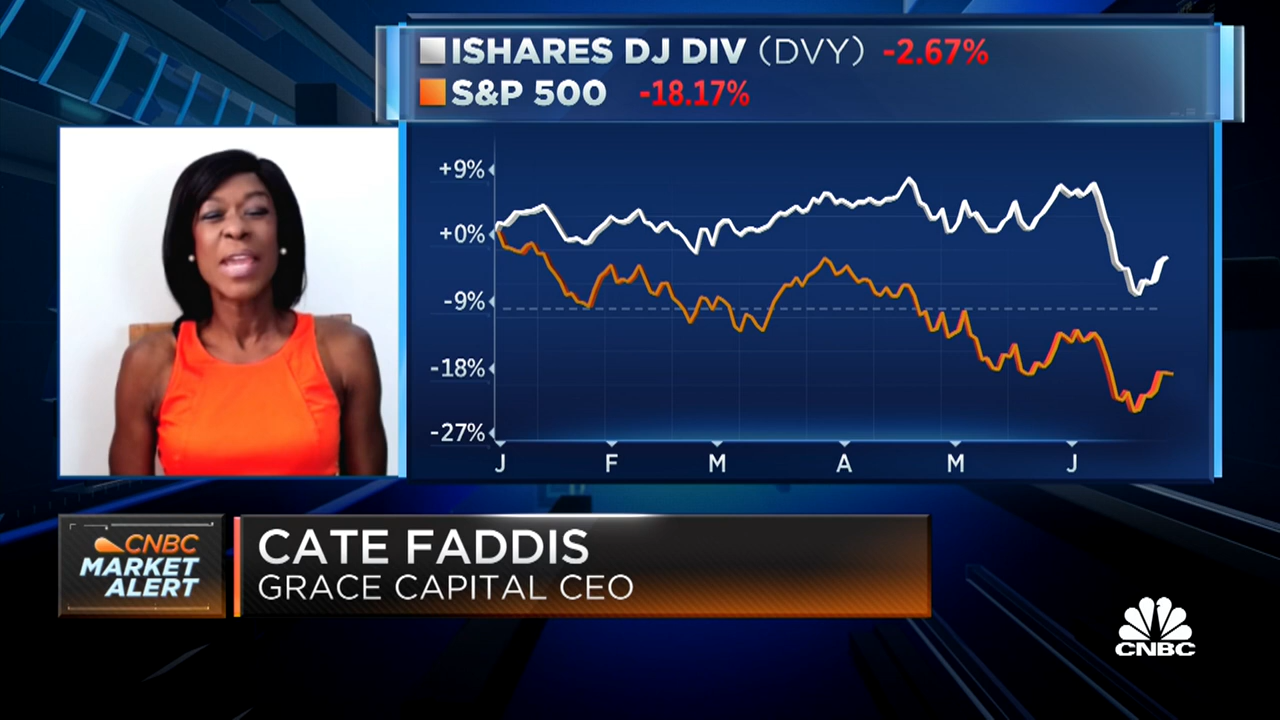 ISHARES DJ DIV (DVY) -2.67%
S&P 500 -18.17%
+9%
+0%
-9%
-18%
-27%
J F M A M J
CNBC
MARKET
ALERT
CATE FADDIS
GRACE CAPITAL CEO
CNBC